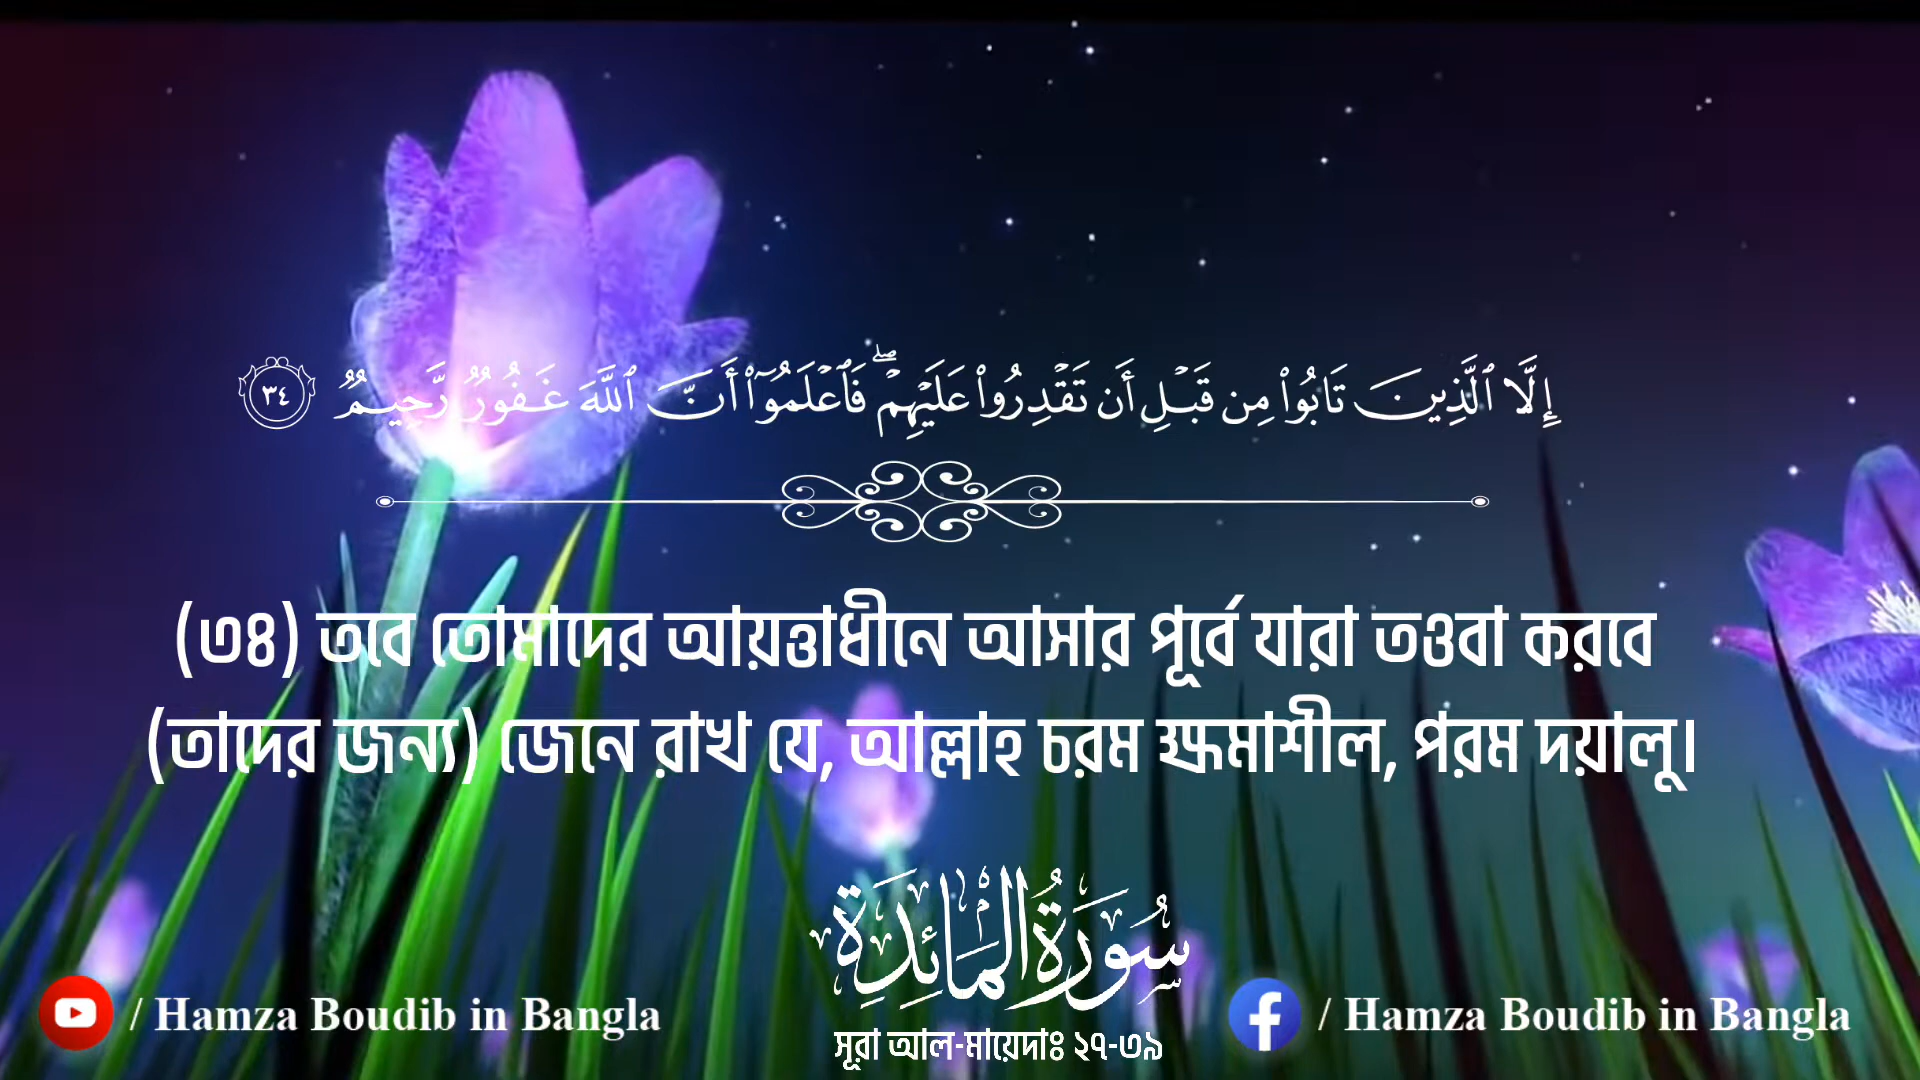 إِلَّا ٱلَّذِينَ تَابُوا۟ مِن قَبْلِ أَن تَقْدِرُوا۟ عَلَيْهِمْ ۖ فَٱعْلَمُوٓا۟ أَنَّ ٱللَّهَ غَفُورٌ رَّحِيمٌ ٣٤
(৩৪) তবে তোমাদের আয়ত্তাধীনে আসার পূর্বে যারা তওবা করবে
(তাদের জন্য) জেনে রাখ যে, আল্লাহ চরম ক্ষমাশীল, পরম দয়ালু।
سُورَةُ الْمَائِدَةِ
/ Hamza Boudib in Bangla
/ Hamza Boudib in Bangla
সূরা আল-মায়েদাঃ ২৭-৩৯